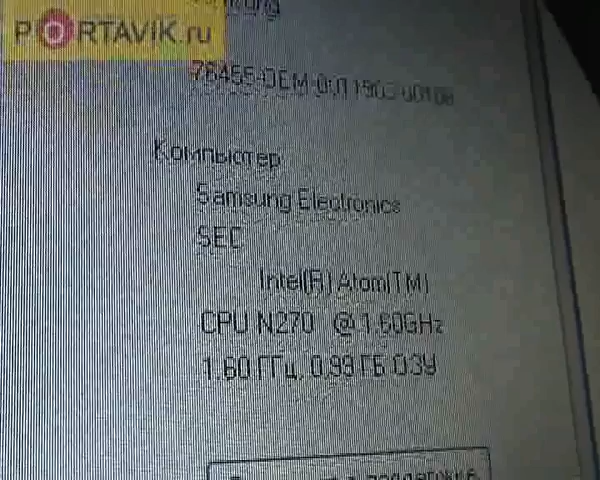 PORTAVIK.ru
Samsung
Компьютер
Samsung Electronics
SEC
Intel(R) Atom(TM)
CPU N270 @ 1.60GHz
1.60 ГГц, 0,99 ГБ ОЗУ